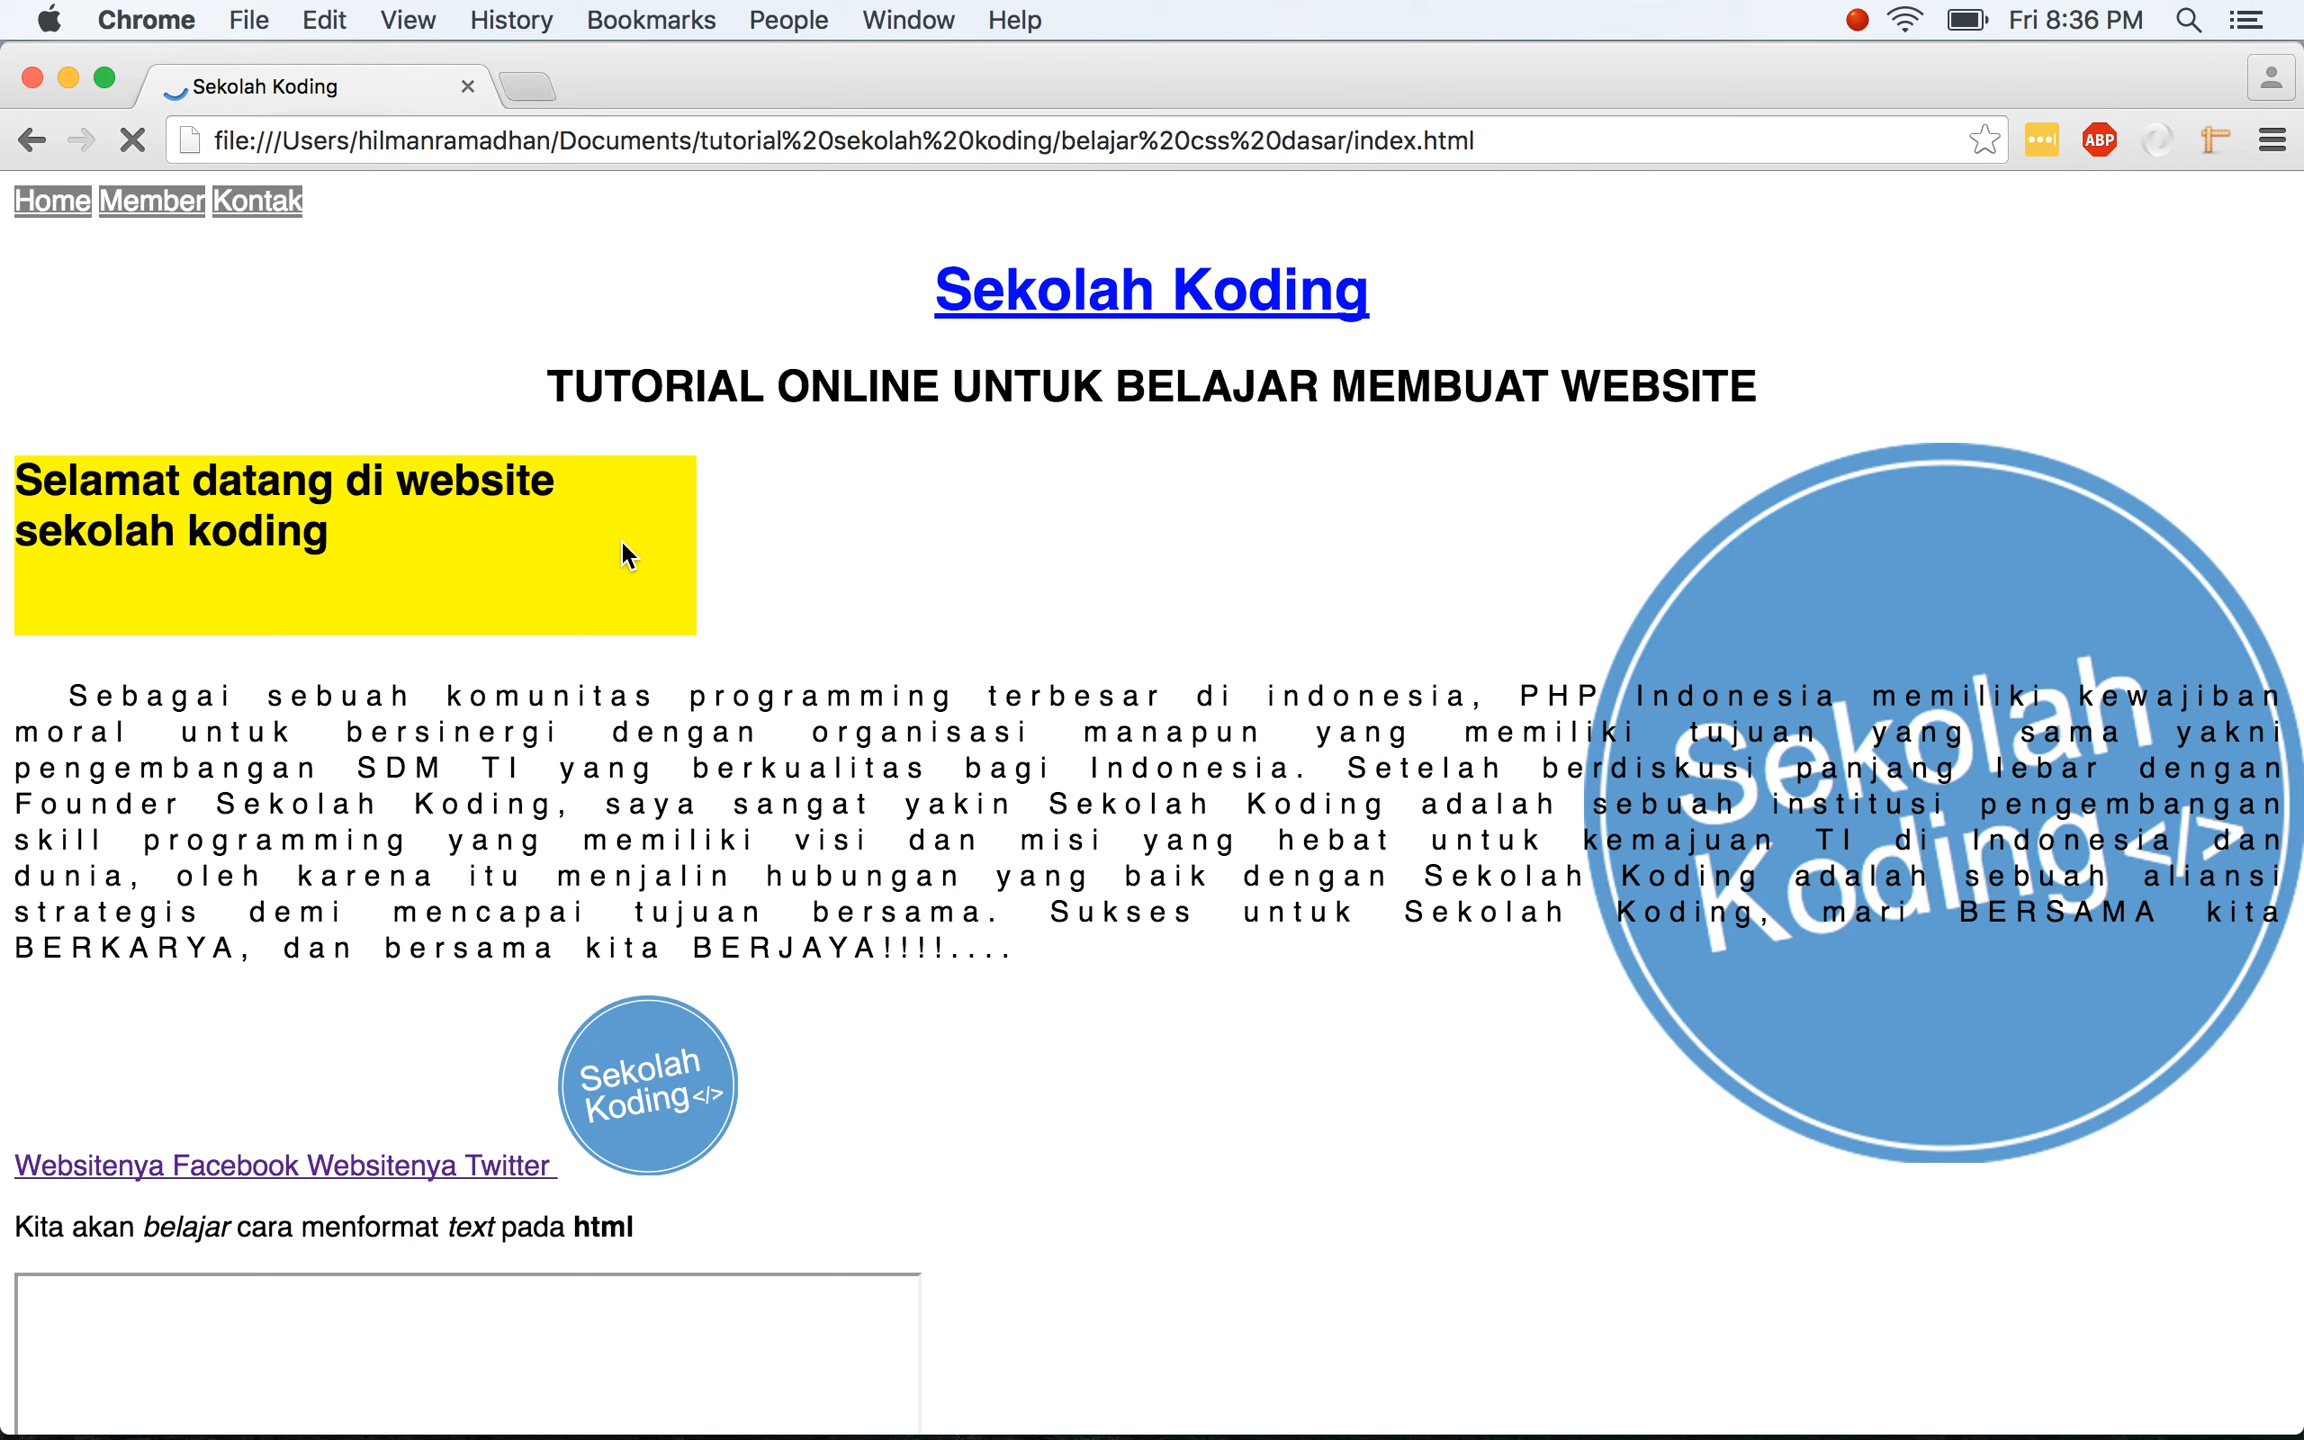 Chrome File Edit View History Bookmarks People Window Help Fri 8:36 PM
Sekolah Koding
file:///Users/hilmanramadhan/Documents/tutorial%20sekolah%20koding/belajar%20css%20dasar/index.html
ABP
Home Member Kontak
Sekolah Koding
TUTORIAL ONLINE UNTUK BELAJAR MEMBUAT WEBSITE
Selamat datang di website
sekolah koding
Sebagai sebuah komunitas programming terbesar di indonesia, PHP Indonesia memiliki kewajiban
moral untuk bersinergi dengan organisasi manapun yang memiliki tujuan yang sama yakni
pengembangan SDM TI yang berkualitas bagi Indonesia. Setelah berdiskusi panjang lebar dengan
Founder Sekolah Koding, saya sangat yakin Sekolah Koding adalah sebuah institusi pengembangan
skill programming yang memiliki visi dan misi yang hebat untuk kemajuan TI di Indonesia dan
dunia, oleh karena itu menjalin hubungan yang baik dengan Sekolah Koding adalah sebuah aliansi
strategis demi mencapai tujuan bersama. Sukses untuk Sekolah Koding, mari BERSAMA kita
BERKARYA, dan bersama kita BERJAYA!!!!....
Sekolah
Koding </>
Sekolah
Koding </>
Websitenya Facebook Websitenya Twitter
Kita akan belajar cara menformat text pada html